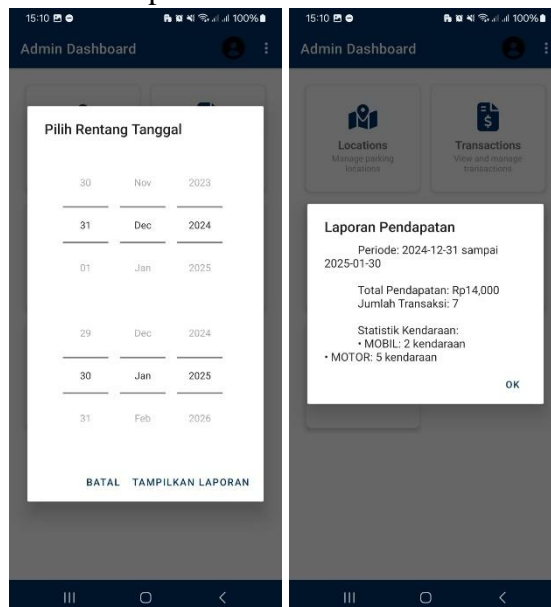 15:10
100%
Admin Dashboard
Pilih Rentang Tanggal
30 Nov 2023
31 Dec 2024
01 Jan 2025
29 Dec 2024
30 Jan 2025
31 Feb 2026
BATAL TAMPILKAN LAPORAN
15:10
100%
Admin Dashboard
Locations
Manage parking
locations
Transactions
View and manage
transactions
Laporan Pendapatan
Periode: 2024-12-31 sampai
2025-01-30
Total Pendapatan: Rp14,000
Jumlah Transaksi: 7
Statistik Kendaraan:
• MOBIL: 2 kendaraan
• MOTOR: 5 kendaraan
OK